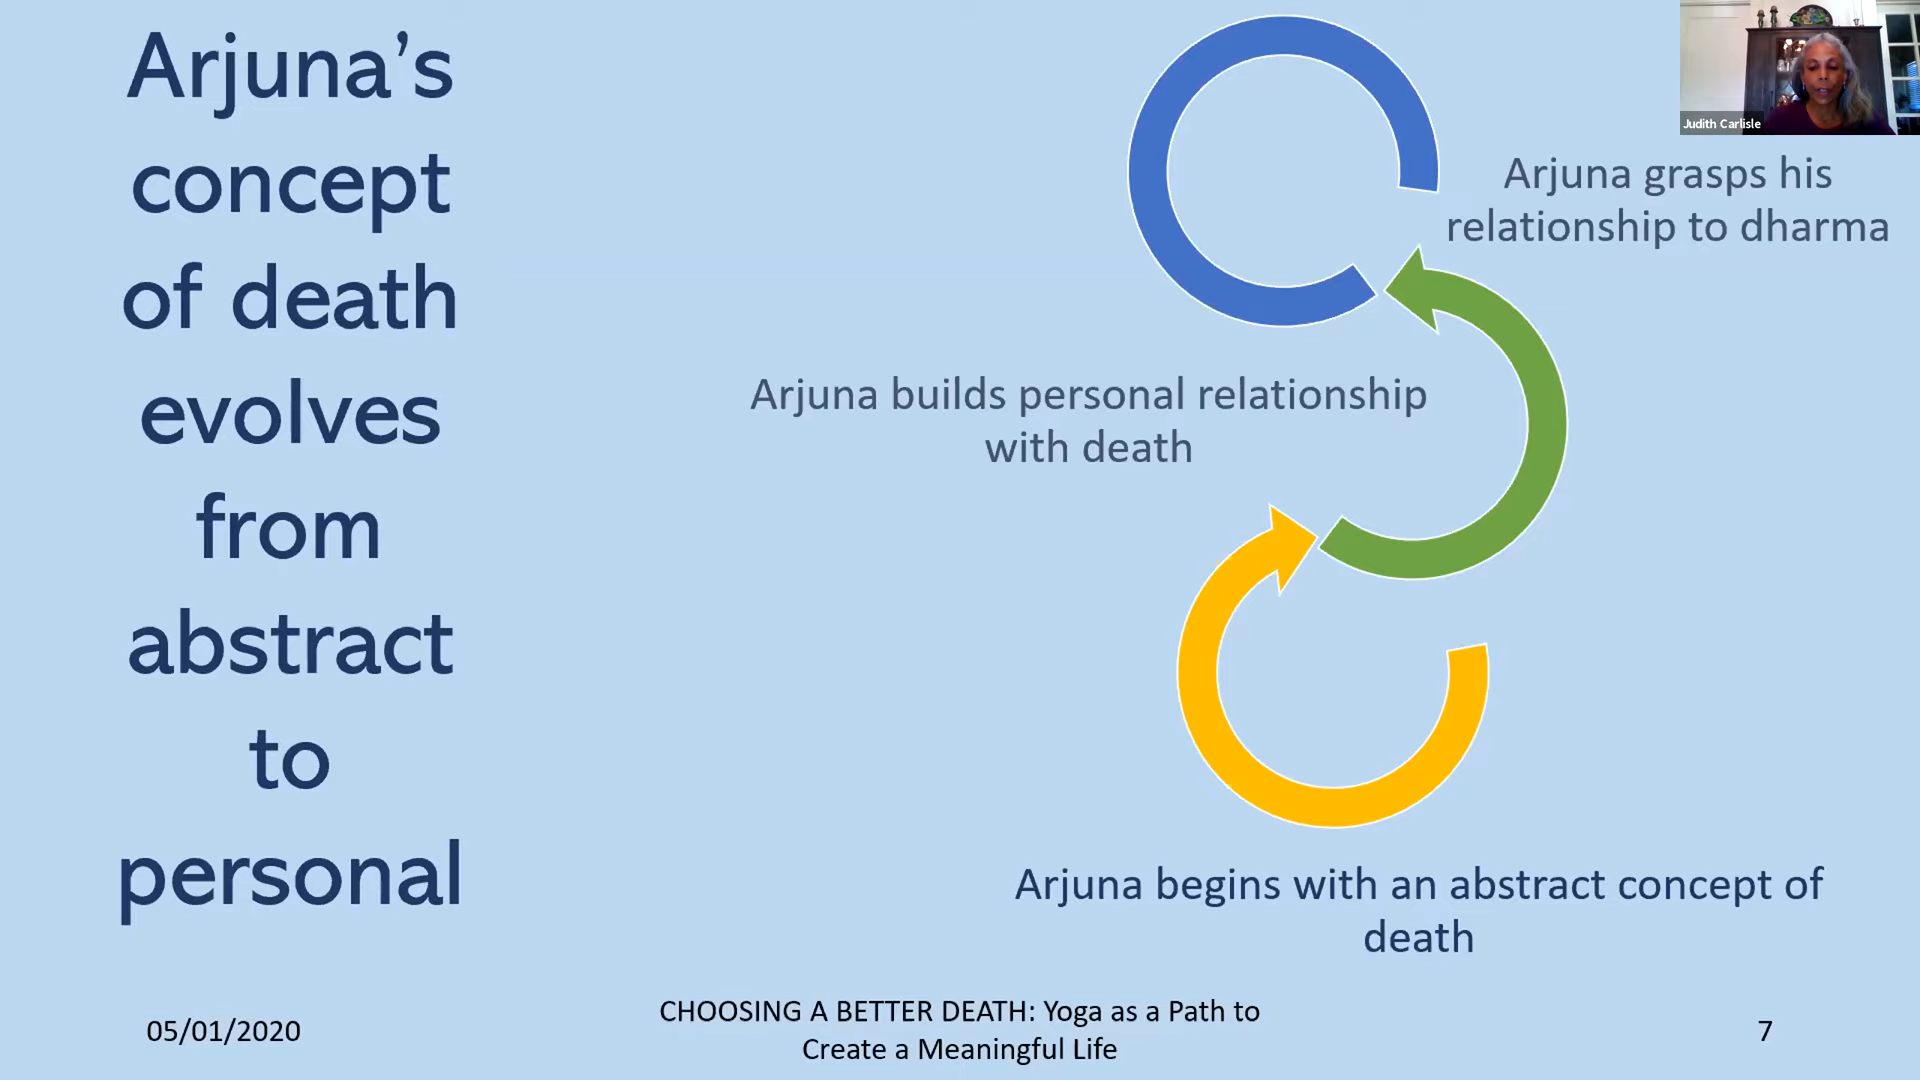 Arjuna’s
concept
of death
evolves
from
abstract
to
personal
Judith Carlisle
Arjuna grasps his
relationship to dharma
Arjuna builds personal relationship
with death
Arjuna begins with an abstract concept of
death
05/01/2020
CHOOSING A BETTER DEATH: Yoga as a Path to
Create a Meaningful Life
7